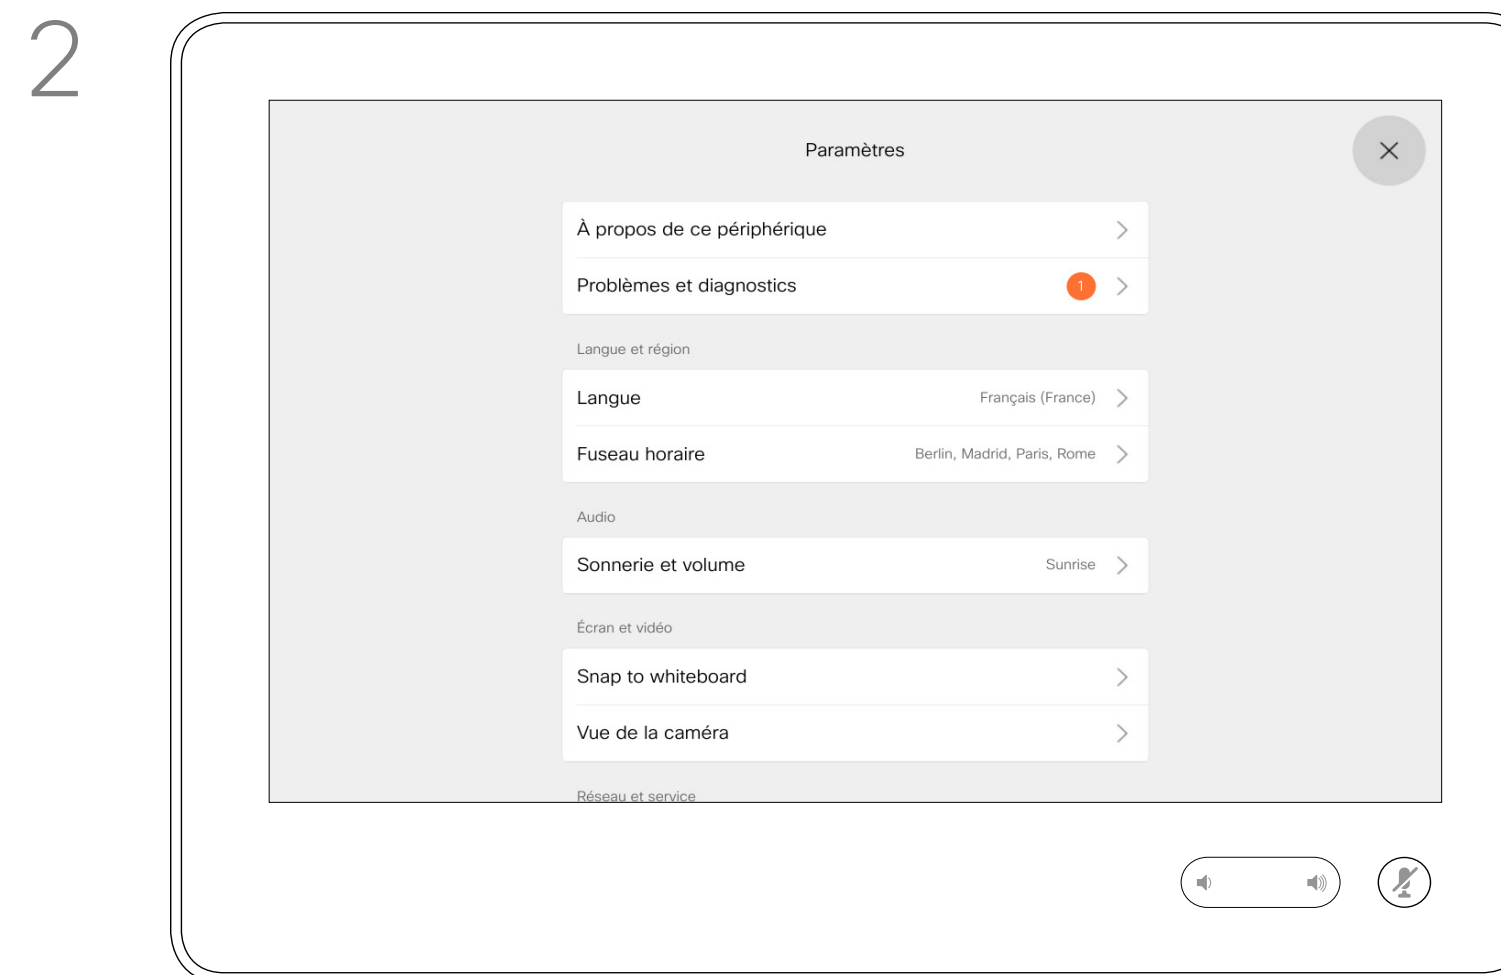 2
Paramètres
À propos de ce périphérique
Problèmes et diagnostics 1
Langue et région
Langue Français (France)
Fuseau horaire Berlin, Madrid, Paris, Rome
Audio
Sonnerie et volume Sunrise
Écran et vidéo
Snap to whiteboard
Vue de la caméra
Réseau et service